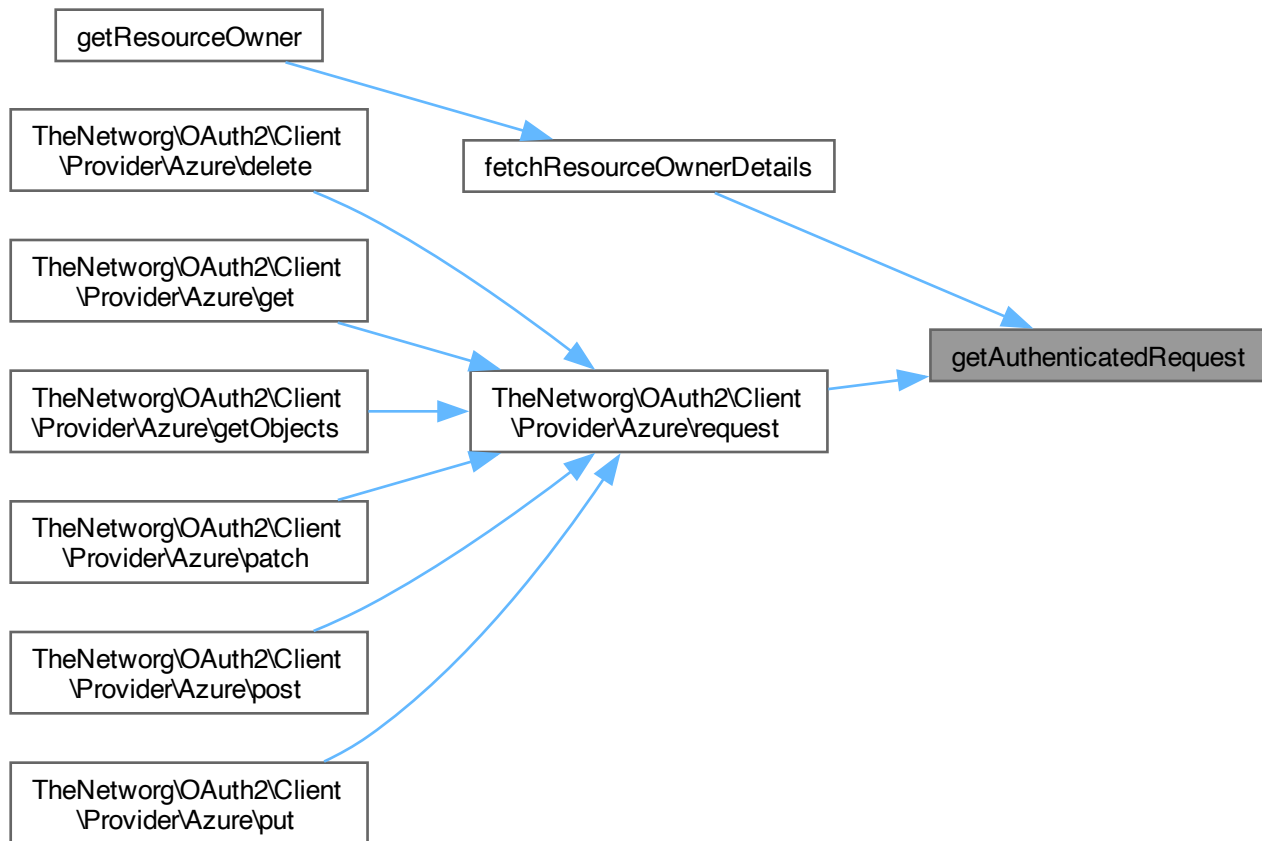 getResourceOwner
TheNetworg\OAuth2\Client
\Provider\Azure\delete
fetchResourceOwnerDetails
TheNetworg\OAuth2\Client
\Provider\Azure\get
getAuthenticatedRequest
TheNetworg\OAuth2\Client
\Provider\Azure\getObjects
TheNetworg\OAuth2\Client
\Provider\Azure\request
TheNetworg\OAuth2\Client
\Provider\Azure\patch
TheNetworg\OAuth2\Client
\Provider\Azure\post
TheNetworg\OAuth2\Client
\Provider\Azure\put